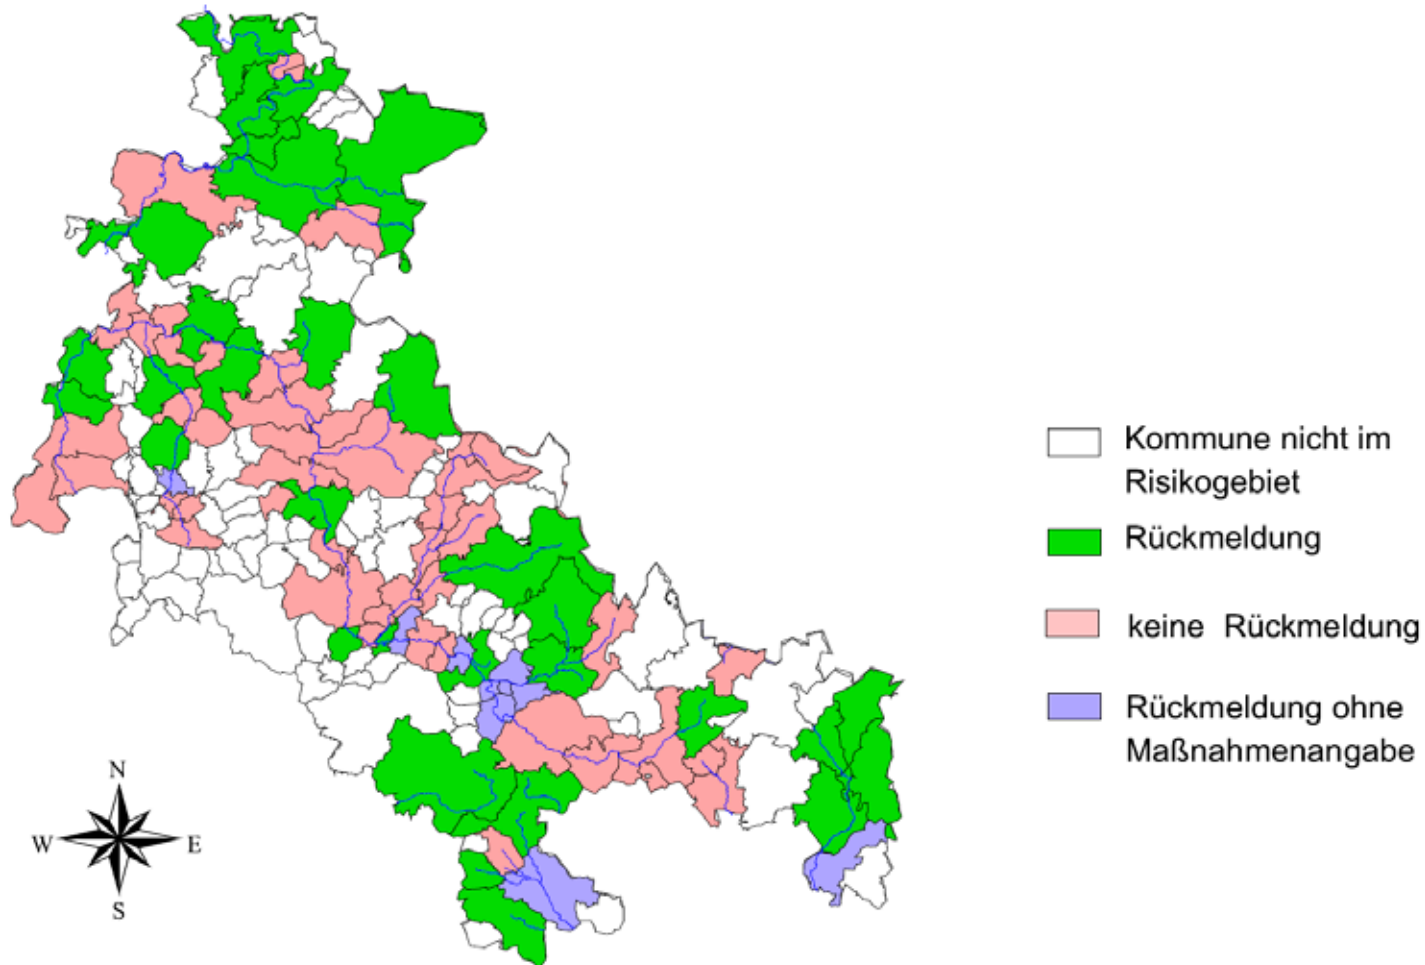 Kommune nicht im
Risikogebiet
Rückmeldung
keine Rückmeldung
Rückmeldung ohne
Maßnahmenangabe
N
W E
S